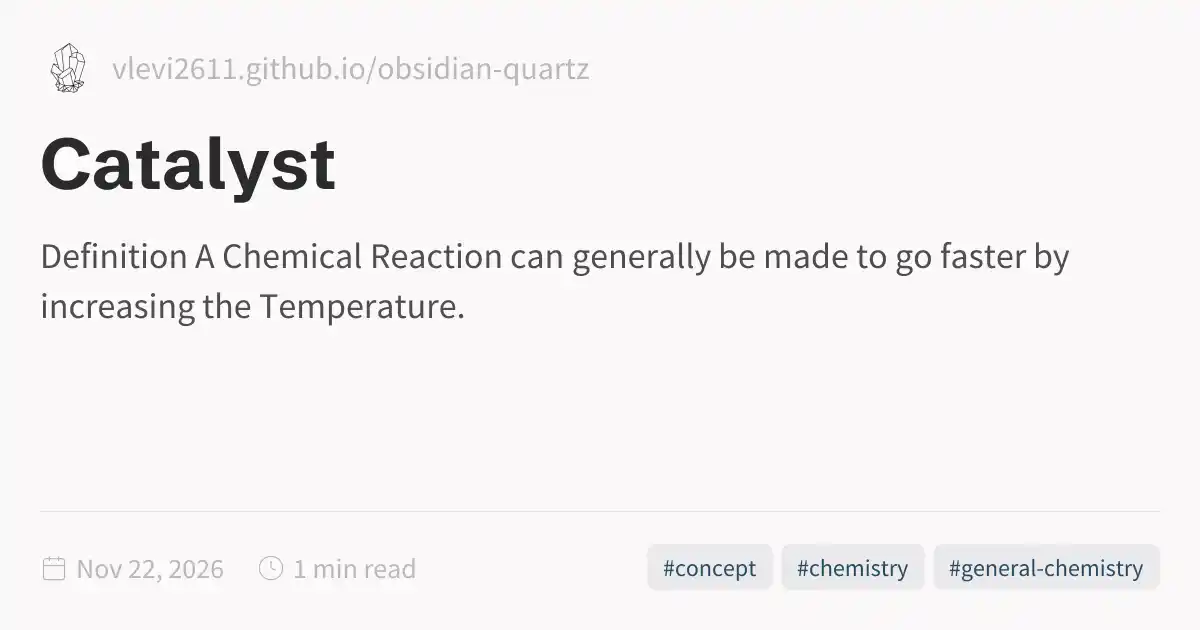 vlevi2611.github.io/obsidian-quartz
Catalyst
Definition A Chemical Reaction can generally be made to go faster by
increasing the Temperature.
Nov 22, 2026 1 min read #concept #chemistry #general-chemistry